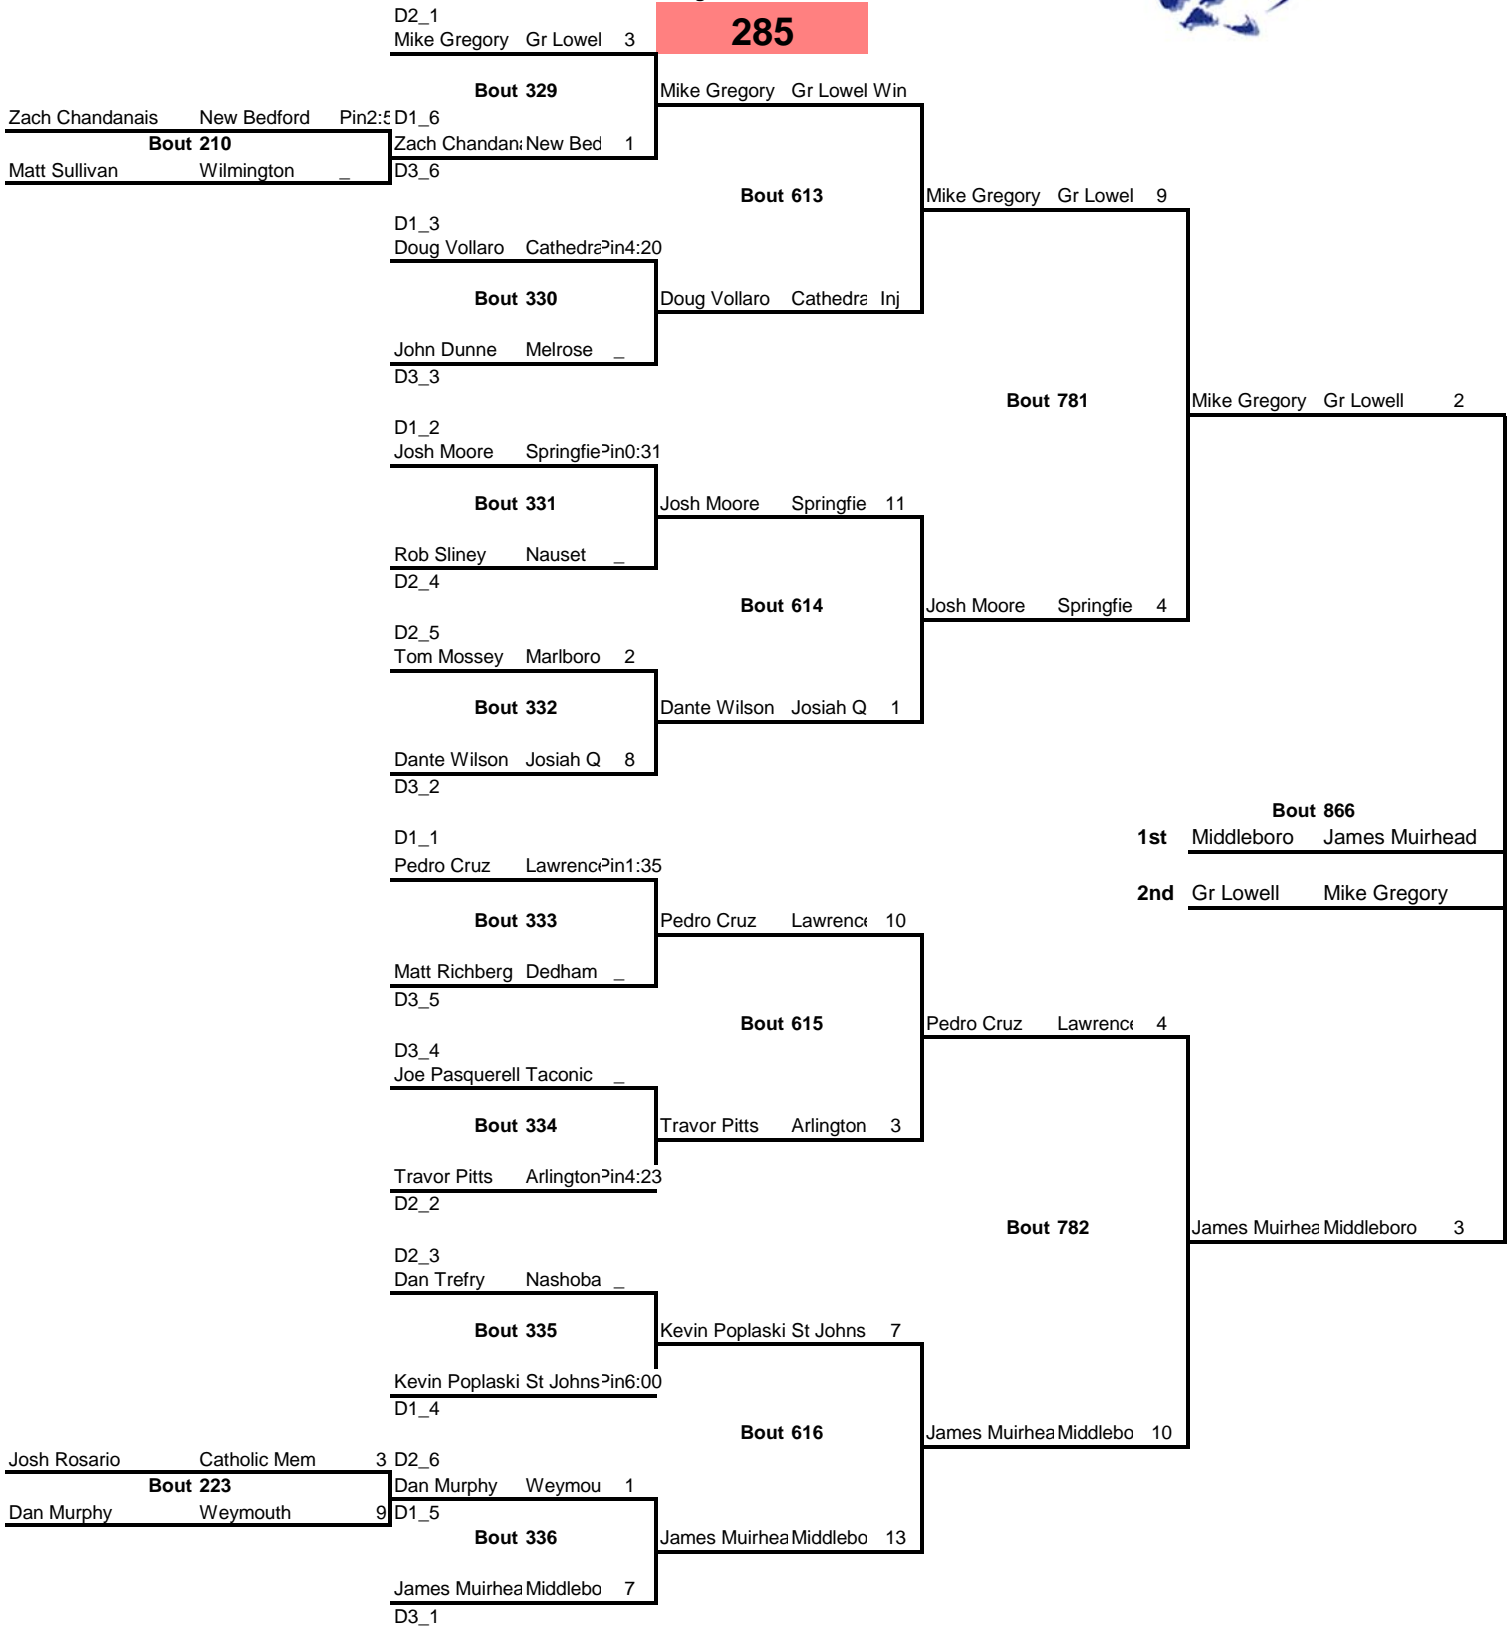 D2_1
285
Mike Gregory Gr Lowel 3
Bout 329
Mike Gregory Gr Lowel Win
Zach Chandanais New Bedford Pin2:5 D1_6
Bout 210
Zach Chandana New Bed 1
Matt Sullivan Wilmington _ D3_6
Bout 613
Mike Gregory Gr Lowel 9
D1_3
Doug Vollaro Cathedra Pin4:20
Bout 330
Doug Vollaro Cathedra Inj
John Dunne Melrose _
D3_3
Bout 781
Mike Gregory Gr Lowell 2
D1_2
Josh Moore Springfie Pin0:31
Bout 331
Josh Moore Springfie 11
Rob Sliney Nauset _
D2_4
Bout 614
Josh Moore Springfie 4
D2_5
Tom Mossey Marlboro 2
Bout 332
Dante Wilson Josiah Q 1
Dante Wilson Josiah Q 8
D3_2
Bout 866
D1_1
1st Middleboro James Muirhead
Pedro Cruz Lawrence Pin1:35
2nd Gr Lowell Mike Gregory
Bout 333
Pedro Cruz Lawrence 10
Matt Richberg Dedham _
D3_5
Bout 615
Pedro Cruz Lawrence 4
D3_4
Joe Pasquerell Taconic _
Bout 334
Travor Pitts Arlington 3
Travor Pitts Arlington Pin4:23
D2_2
Bout 782
James Muirhea Middleboro 3
D2_3
Dan Trefry Nashoba _
Bout 335
Kevin Poplaski St Johns 7
Kevin Poplaski St Johns Pin6:00
D1_4
Bout 616
James Muirhea Middlebo 10
Josh Rosario Catholic Mem 3 D2_6
Bout 223
Dan Murphy Weymou 1
Dan Murphy Weymouth 9 D1_5
Bout 336
James Muirhea Middlebo 13
James Muirhea Middlebo 7
D3_1